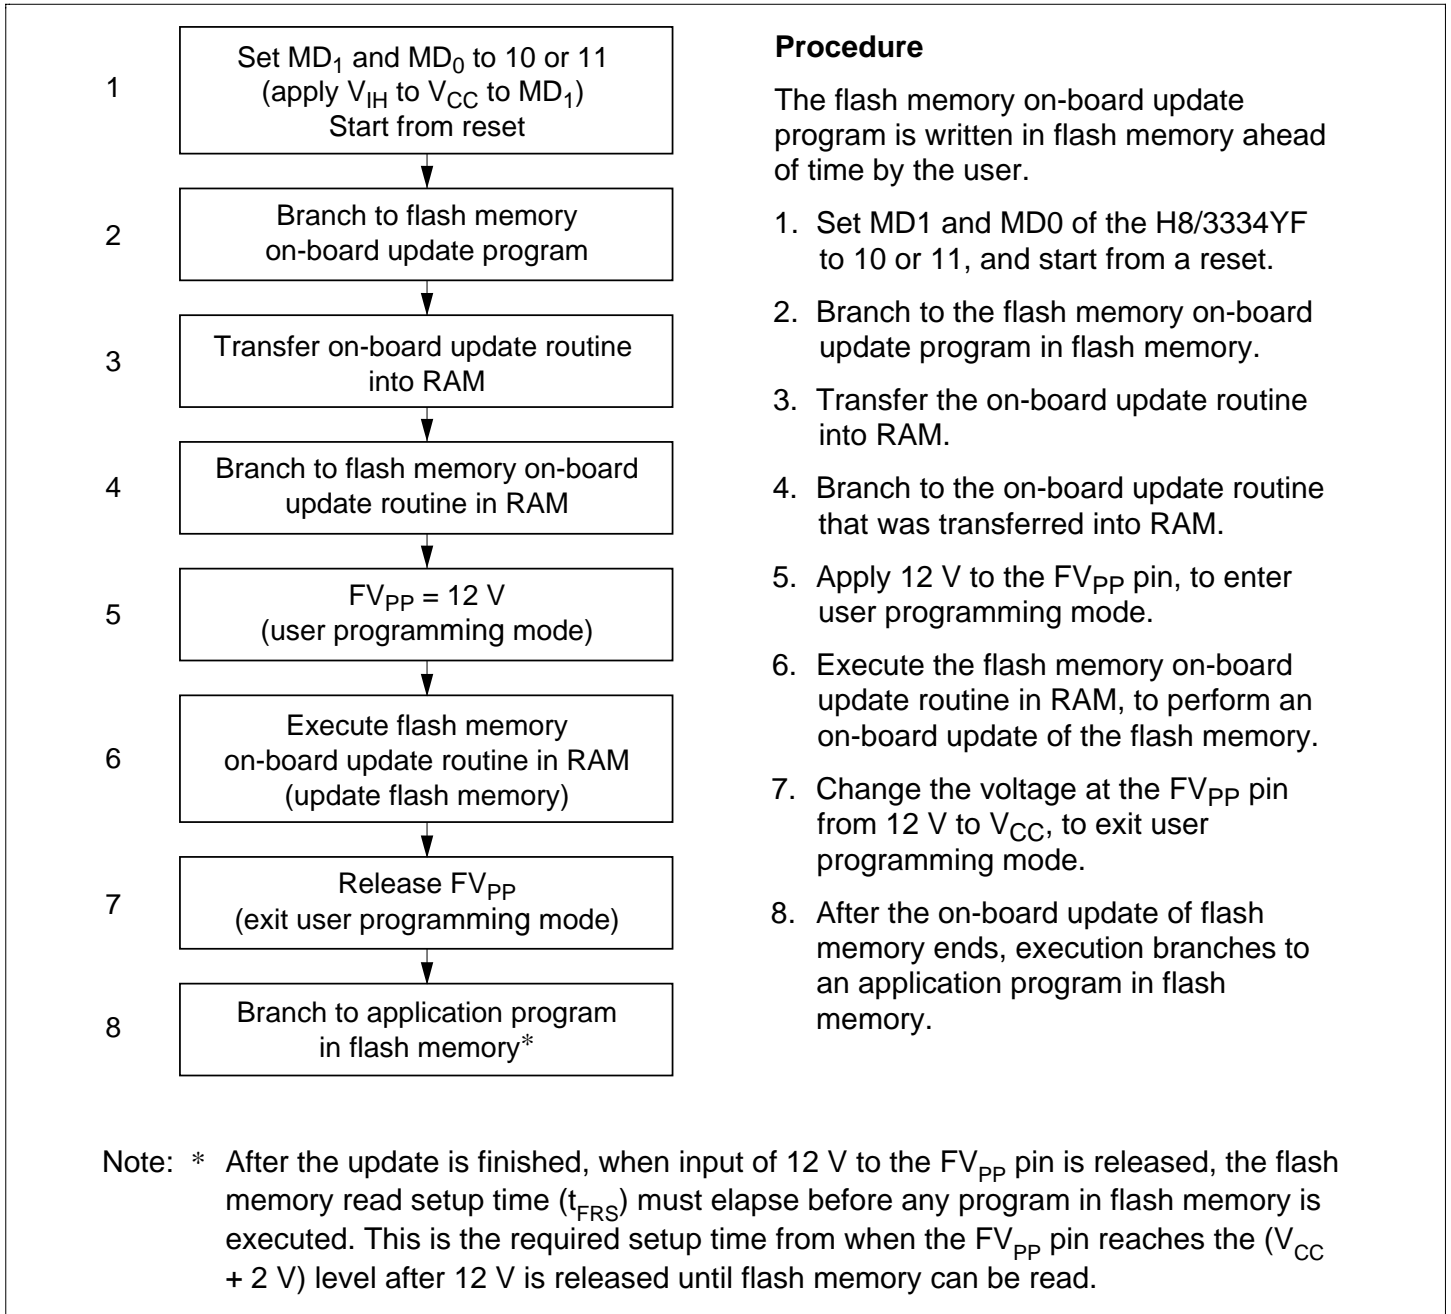 1
Set MD1 and MD0 to 10 or 11
(apply VIH to VCC to MD1)
Start from reset
2
Branch to flash memory
on-board update program
3
Transfer on-board update routine
into RAM
4
Branch to flash memory on-board
update routine in RAM
5
FVPP = 12 V
(user programming mode)
6
Execute flash memory
on-board update routine in RAM
(update flash memory)
7
Release FVPP
(exit user programming mode)
8
Branch to application program
in flash memory*
Procedure
The flash memory on-board update
program is written in flash memory ahead
of time by the user.
1. Set MD1 and MD0 of the H8/3334YF
to 10 or 11, and start from a reset.
2. Branch to the flash memory on-board
update program in flash memory.
3. Transfer the on-board update routine
into RAM.
4. Branch to the on-board update routine
that was transferred into RAM.
5. Apply 12 V to the FVPP pin, to enter
user programming mode.
6. Execute the flash memory on-board
update routine in RAM, to perform an
on-board update of the flash memory.
7. Change the voltage at the FVPP pin
from 12 V to VCC, to exit user
programming mode.
8. After the on-board update of flash
memory ends, execution branches to
an application program in flash
memory.
Note: * After the update is finished, when input of 12 V to the FVPP pin is released, the flash
memory read setup time (tFRS) must elapse before any program in flash memory is
executed. This is the required setup time from when the FVPP pin reaches the (VCC
+ 2 V) level after 12 V is released until flash memory can be read.